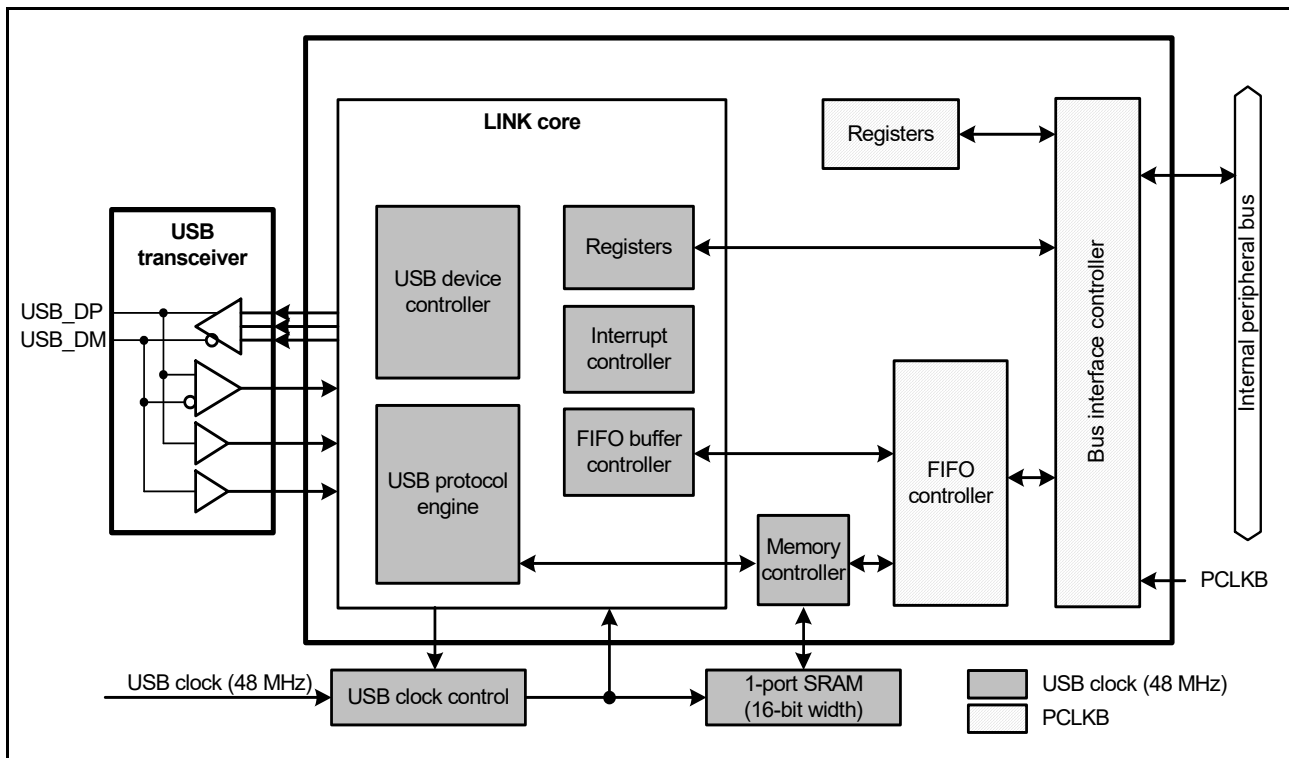 LINK core
Registers
USB
transceiver
USB device
controller
Registers
USB_DP
USB_DM
Interrupt
controller
FIFO buffer
controller
USB protocol
engine
FIFO
controller
Memory
controller
Bus interface controller
Internal peripheral bus
PCLKB
USB clock (48 MHz)
USB clock control
1-port SRAM
(16-bit width)
USB clock (48 MHz)
PCLKB